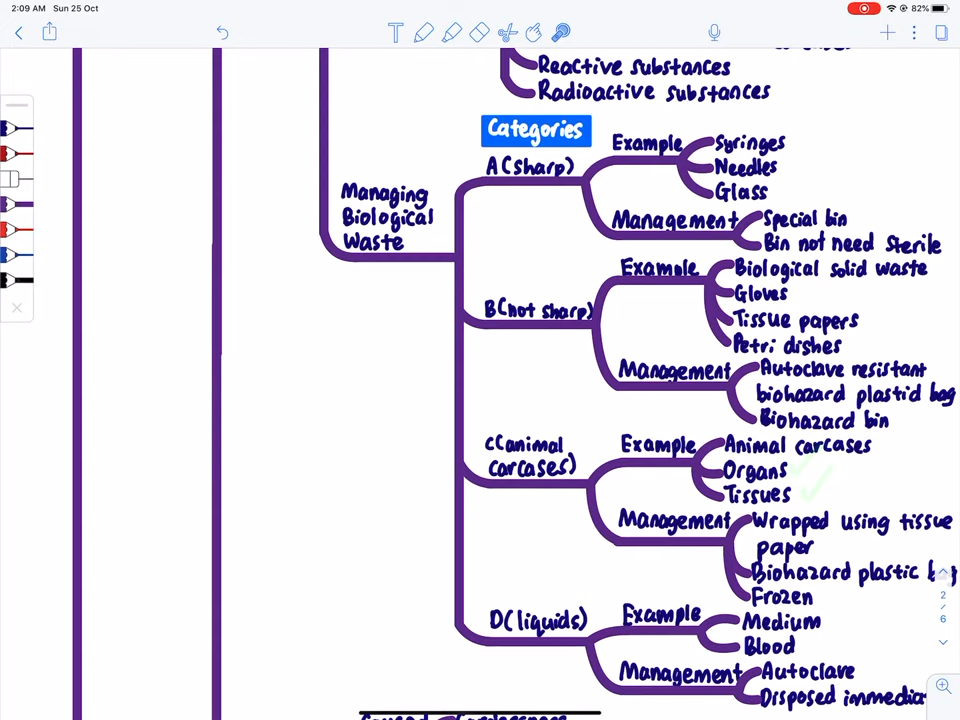 2:09 AM Sun 25 Oct
82%
Reactive substances
Radioactive substances
Categories
Managing
Biological
Waste
A(sharp)
Example
Syringes
Needles
Glass
Management
Special bin
Bin not need sterile
B(not sharp)
Example
Biological solid waste
Gloves
Tissue papers
Petri dishes
Management
Autoclave resistant
biohazard plastid bag
Biohazard bin
C(animal
carcases)
Example
Animal carcases
Organs
Tissues
Management
Wrapped using tissue
paper
Biohazard plastic bag
Frozen
D(liquids)
Example
Medium
Blood
Management
Autoclave
Disposed immedia
2
/
6